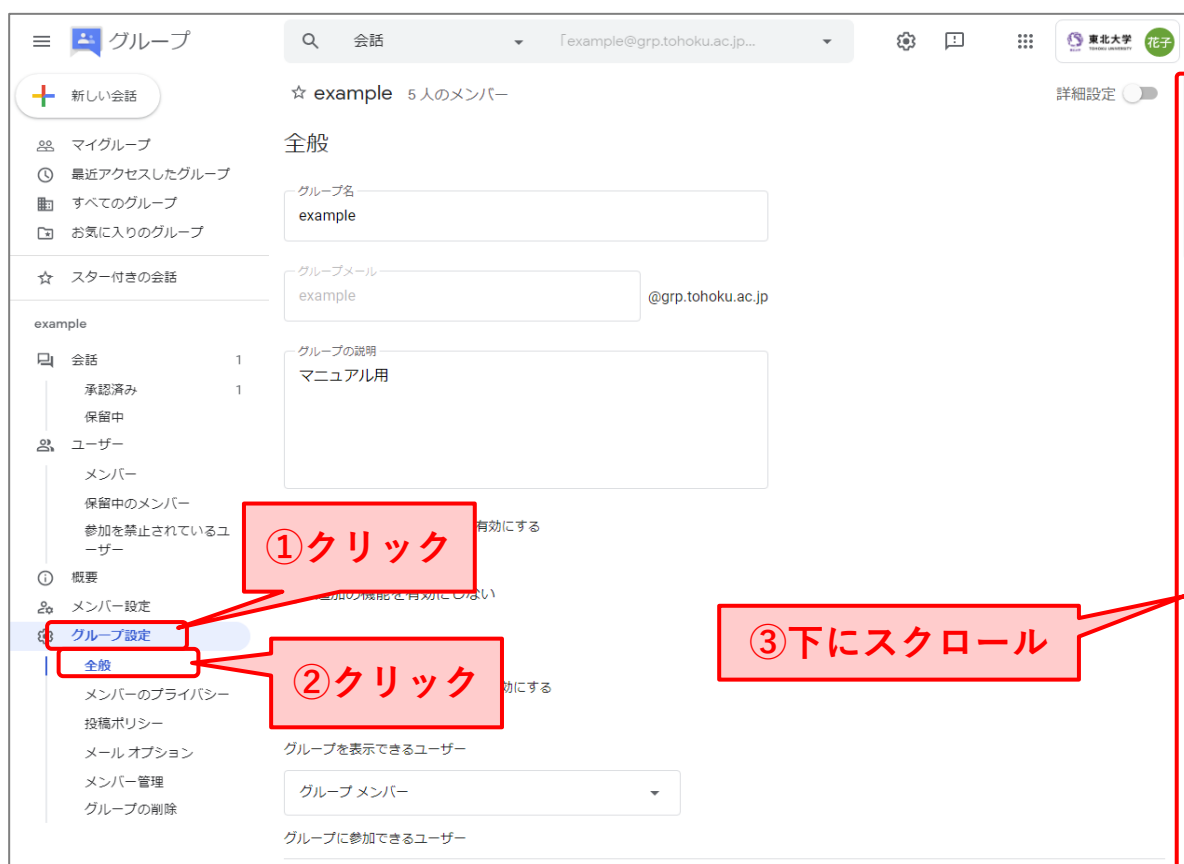 グループ
会話
「example@grp.tohoku.ac.jp...
東北大学
TOHOKU UNIVERSITY
花子
新しい会話
☆ example 5 人のメンバー
詳細設定
マイグループ
最近アクセスしたグループ
すべてのグループ
お気に入りのグループ
スター付きの会話
example
会話 1
承認済み 1
保留中
ユーザー
メンバー
保留中のメンバー
参加を禁止されているユ
ーザー
概要
メンバー設定
グループ設定
全般
メンバーのプライバシー
投稿ポリシー
メール オプション
メンバー管理
グループの削除
全般
グループ名
example
グループメール
example
@grp.tohoku.ac.jp
グループの説明
マニュアル用
有効にする
①クリック
追加の機能を有効にしない
②クリック
効にする
③下にスクロール
グループを表示できるユーザー
グループ メンバー
グループに参加できるユーザー